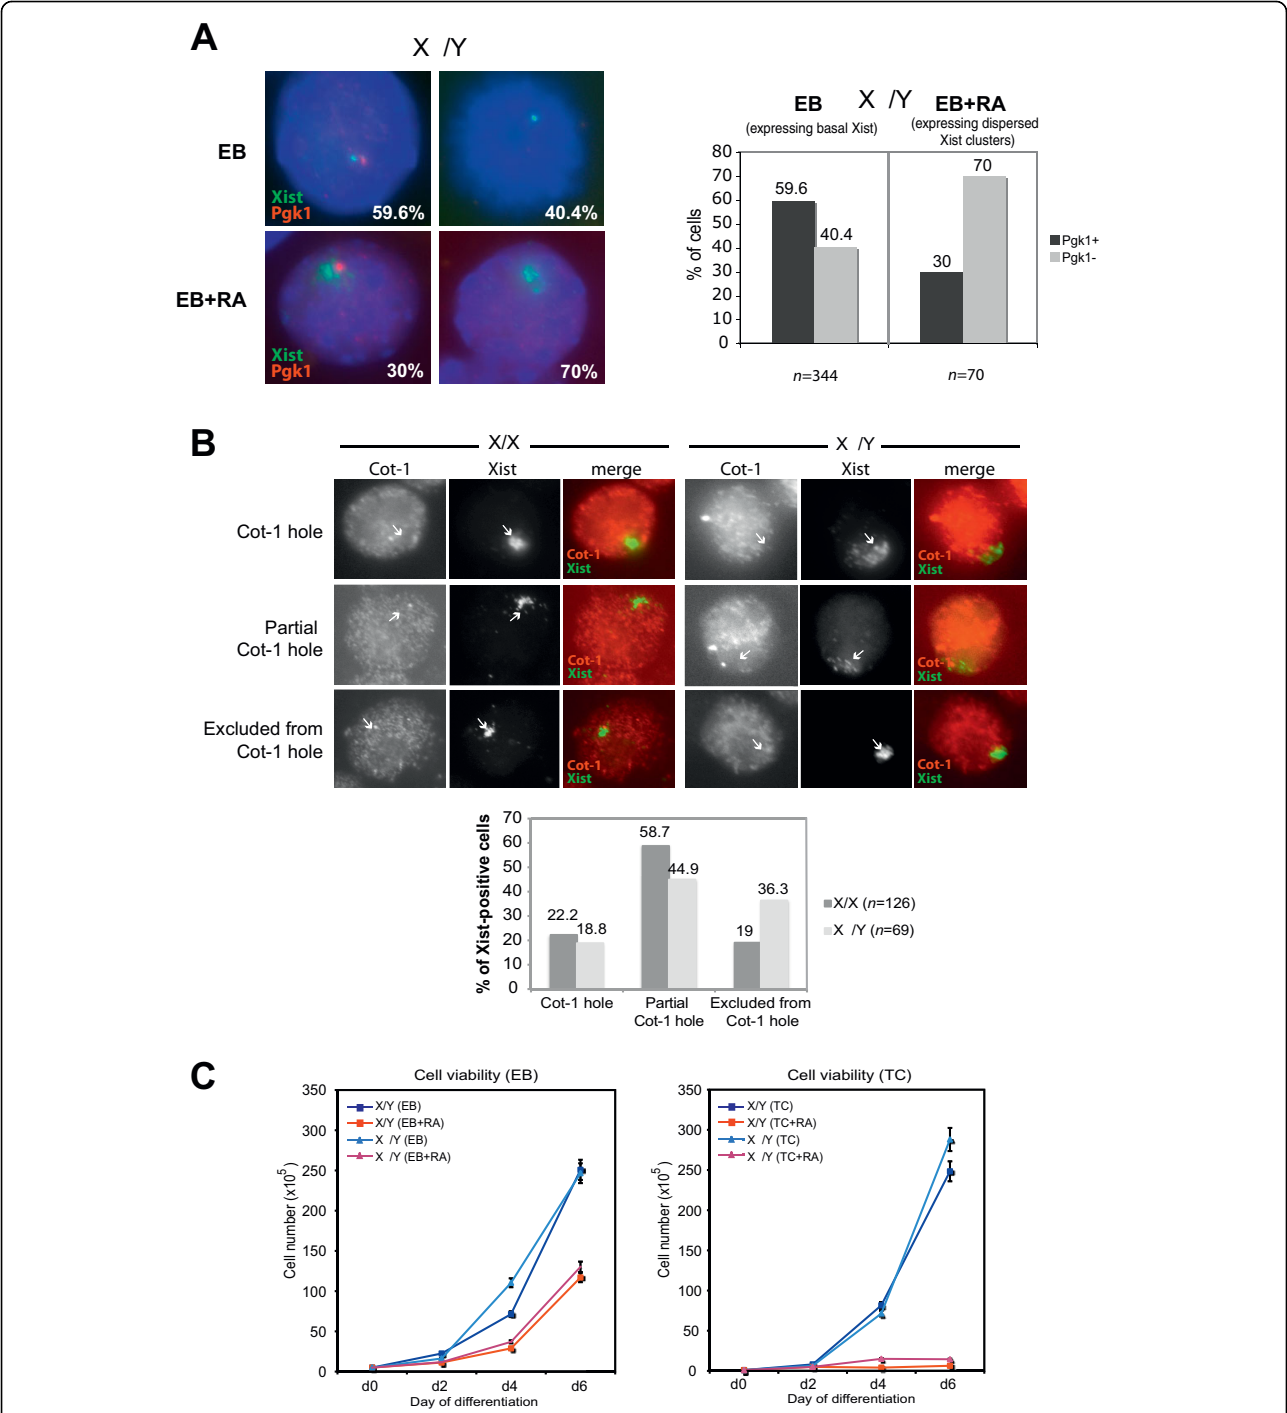 A
X /Y
EB
Xist
Pgk1
59.6%
40.4%
EB+RA
Xist
Pgk1
30%
70%
X /Y
EB
(expressing basal Xist)
EB+RA
(expressing dispersed
Xist clusters)
% of cells
80
70
60
50
40
30
20
10
0
59.6
40.4
30
70
Pgk1+
Pgk1-
n=344
n=70
B
X/X
X /Y
Cot-1
Xist
merge
Cot-1
Xist
merge
Cot-1 hole
Cot-1
Xist
Cot-1
Xist
Partial
Cot-1 hole
Cot-1
Xist
Cot-1
Xist
Excluded from
Cot-1 hole
Cot-1
Xist
Cot-1
Xist
% of Xist-positive cells
70
60
50
40
30
20
10
0
22.2
18.8
58.7
44.9
19
36.3
X/X (n=126)
X /Y (n=69)
Cot-1 hole
Partial
Cot-1 hole
Excluded from
Cot-1 hole
C
Cell viability (EB)
Cell number (x10⁵)
350
300
250
200
150
100
50
0
X/Y (EB)
X/Y (EB+RA)
X /Y (EB)
X /Y (EB+RA)
d0
d2
d4
d6
Day of differentiation
Cell viability (TC)
Cell number (x10⁵)
350
300
250
200
150
100
50
0
X/Y (TC)
X/Y (TC+RA)
X /Y (TC)
X /Y (TC+RA)
d0
d2
d4
d6
Day of differentiation